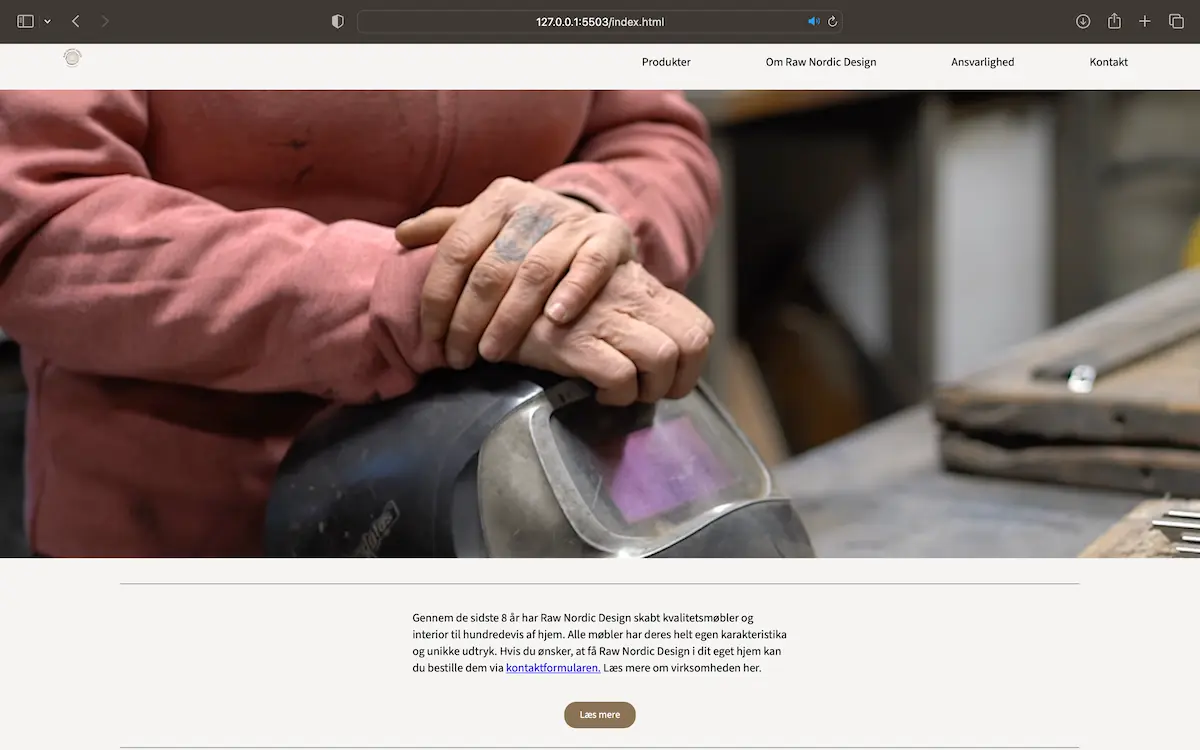 127.0.0.1:5503/index.html
Produkter
Om Raw Nordic Design
Ansvarlighed
Kontakt
Gennem de sidste 8 år har Raw Nordic Design skabt kvalitetsmøbler og
interior til hundredevis af hjem. Alle møbler har deres helt egen karakteristika
og unikke udtryk. Hvis du ønsker, at få Raw Nordic Design i dit eget hjem kan
du bestille dem via kontaktformularen. Læs mere om virksomheden her.
Læs mere